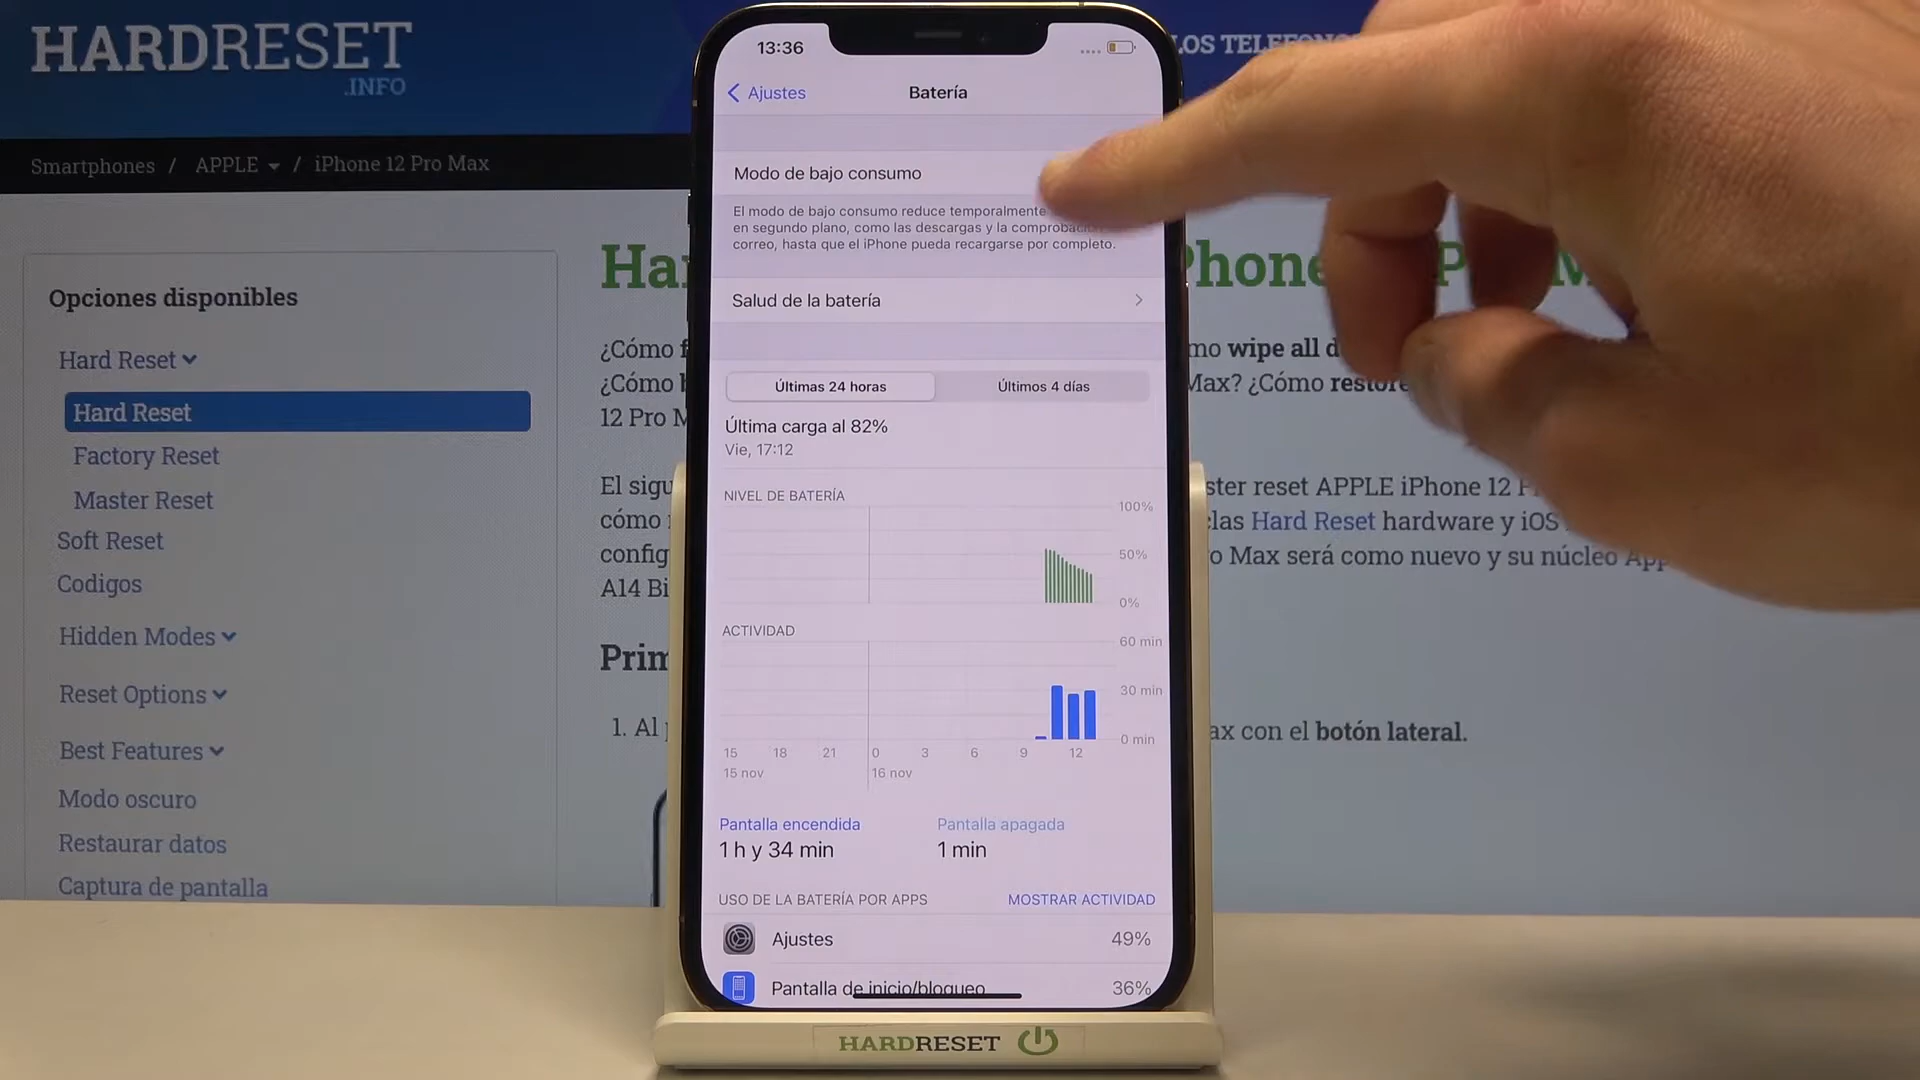 HARDRESET
.INFO
LOS TELEFONO
Smartphones / APPLE / iPhone 12 Pro Max
Opciones disponibles
Hard Reset
Hard Reset
Factory Reset
Master Reset
Soft Reset
Codigos
Hidden Modes
Reset Options
Best Features
Modo oscuro
Restaurar datos
Captura de pantalla
13:36
Ajustes
Batería
Modo de bajo consumo
El modo de bajo consumo reduce temporalmente
en segundo plano, como las descargas y la
correo, hasta que el iPhone pueda recargarse por completo.
Salud de la batería
Últimas 24 horas
Últimos 4 días
Última carga al 82%
Vie, 17:12
NIVEL DE BATERÍA
100%
50%
0%
ACTIVIDAD
60 min
30 min
0 min
15 18 21 0 3 6 9 12
15 nov 16 nov
Pantalla encendida
1 h y 34 min
Pantalla apagada
1 min
USO DE LA BATERÍA POR APPS
MOSTRAR ACTIVIDAD
Ajustes 49%
Pantalla de inicio/bloqueo 36%
¿Cómo
wipe all
¿Cómo
Max? ¿Cómo
12 Pro
El
ster reset APPLE iPhone 12
cómo
Hard Reset hardware y iOS
o Max será como nuevo y su núcleo
A14
1. Al
ax con el botón lateral.
HARDRESET